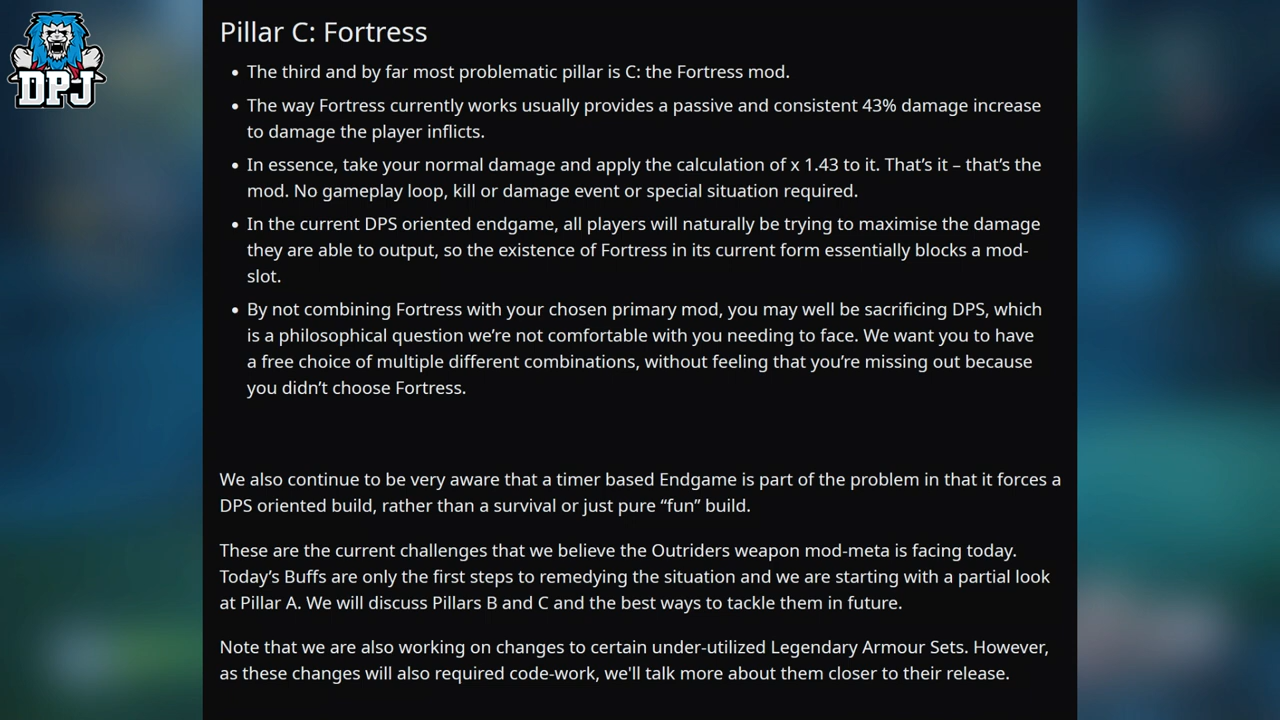 DPJ
Pillar C: Fortress
• The third and by far most problematic pillar is C: the Fortress mod.
• The way Fortress currently works usually provides a passive and consistent 43% damage increase
to damage the player inflicts.
• In essence, take your normal damage and apply the calculation of x 1.43 to it. That’s it – that’s the
mod. No gameplay loop, kill or damage event or special situation required.
• In the current DPS oriented endgame, all players will naturally be trying to maximise the damage
they are able to output, so the existence of Fortress in its current form essentially blocks a mod-
slot.
• By not combining Fortress with your chosen primary mod, you may well be sacrificing DPS, which
is a philosophical question we’re not comfortable with you needing to face. We want you to have
a free choice of multiple different combinations, without feeling that you’re missing out because
you didn’t choose Fortress.
We also continue to be very aware that a timer based Endgame is part of the problem in that it forces a
DPS oriented build, rather than a survival or just pure “fun” build.
These are the current challenges that we believe the Outriders weapon mod-meta is facing today.
Today’s Buffs are only the first steps to remedying the situation and we are starting with a partial look
at Pillar A. We will discuss Pillars B and C and the best ways to tackle them in future.
Note that we are also working on changes to certain under-utilized Legendary Armour Sets. However,
as these changes will also required code-work, we'll talk more about them closer to their release.